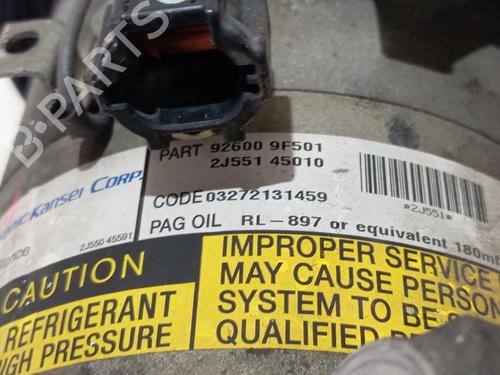 B-PARTS
PART 92600 9F501
2J551 45010
Kansei Corp.
CODE 03272131459
*2J551*
PAG OIL RL-897 or equivalent 180ml
2J550 45591
CAUTION
REFRIGERANT
HIGH PRESSURE
IMPROPER SERVICE
MAY CAUSE PERSON
SYSTEM TO BE
QUALIFIED